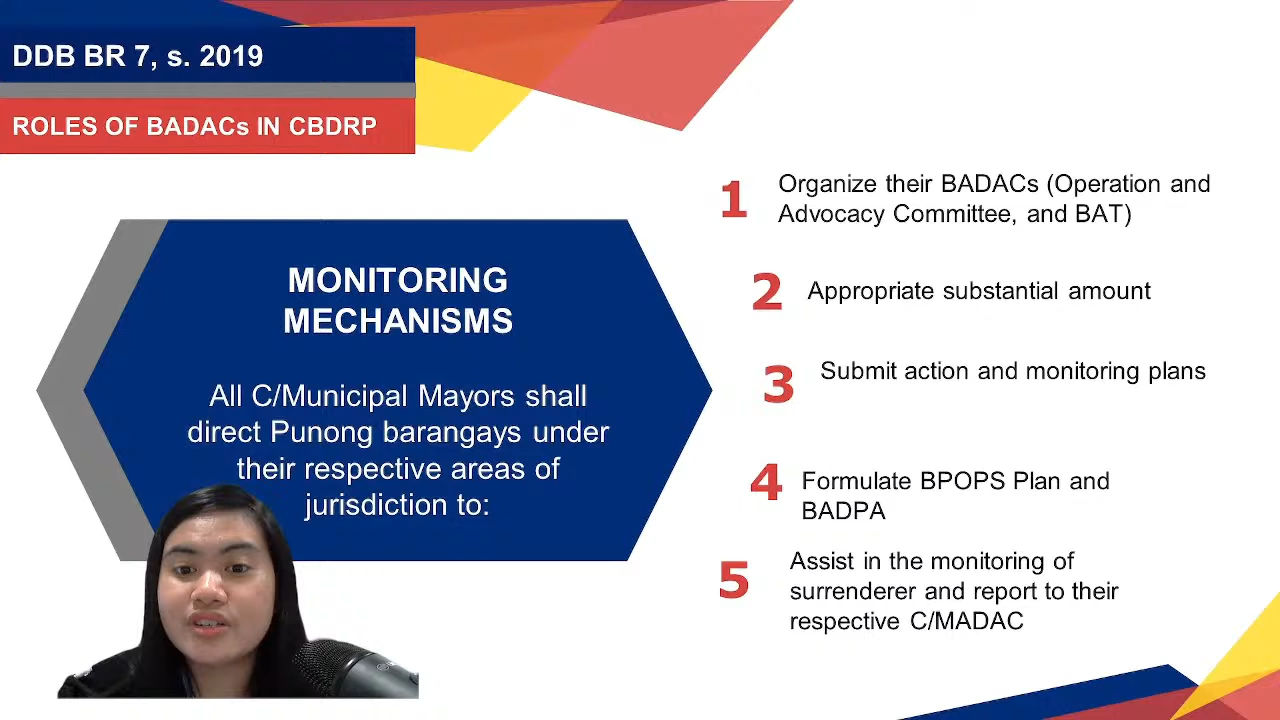 DDB BR 7, s. 2019
ROLES OF BADACs IN CBDRP
MONITORING
MECHANISMS
All C/Municipal Mayors shall
direct Punong barangays under
their respective areas of
jurisdiction to:
1
Organize their BADACs (Operation and
Advocacy Committee, and BAT)
2
Appropriate substantial amount
3
Submit action and monitoring plans
4
Formulate BPOPS Plan and
BADPA
5
Assist in the monitoring of
surrenderer and report to their
respective C/MADAC